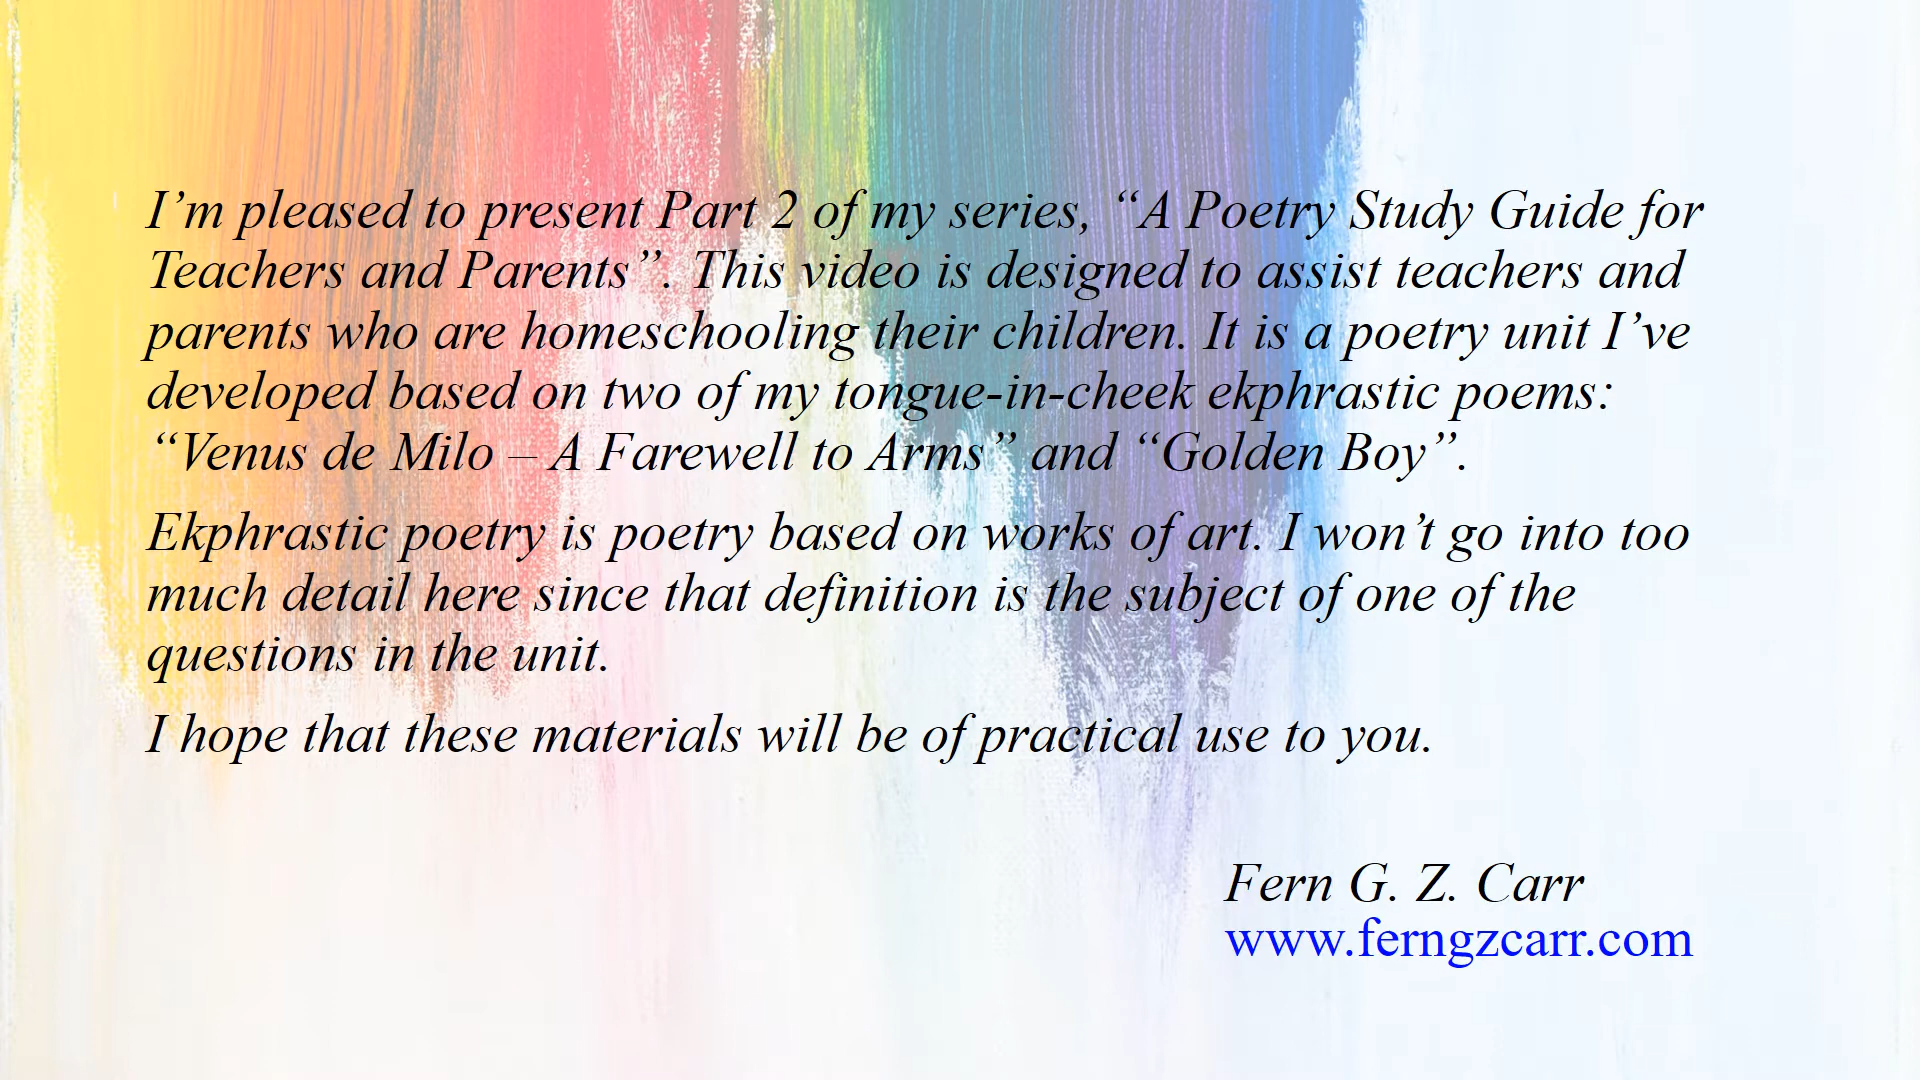 I’m pleased to present Part 2 of my series, “A Poetry Study Guide for
Teachers and Parents”. This video is designed to assist teachers and
parents who are homeschooling their children. It is a poetry unit I’ve
developed based on two of my tongue-in-cheek ekphrastic poems:
“Venus de Milo – A Farewell to Arms” and “Golden Boy”.
Ekphrastic poetry is poetry based on works of art. I won’t go into too
much detail here since that definition is the subject of one of the
questions in the unit.
I hope that these materials will be of practical use to you.
Fern G. Z. Carr
www.ferngzcarr.com